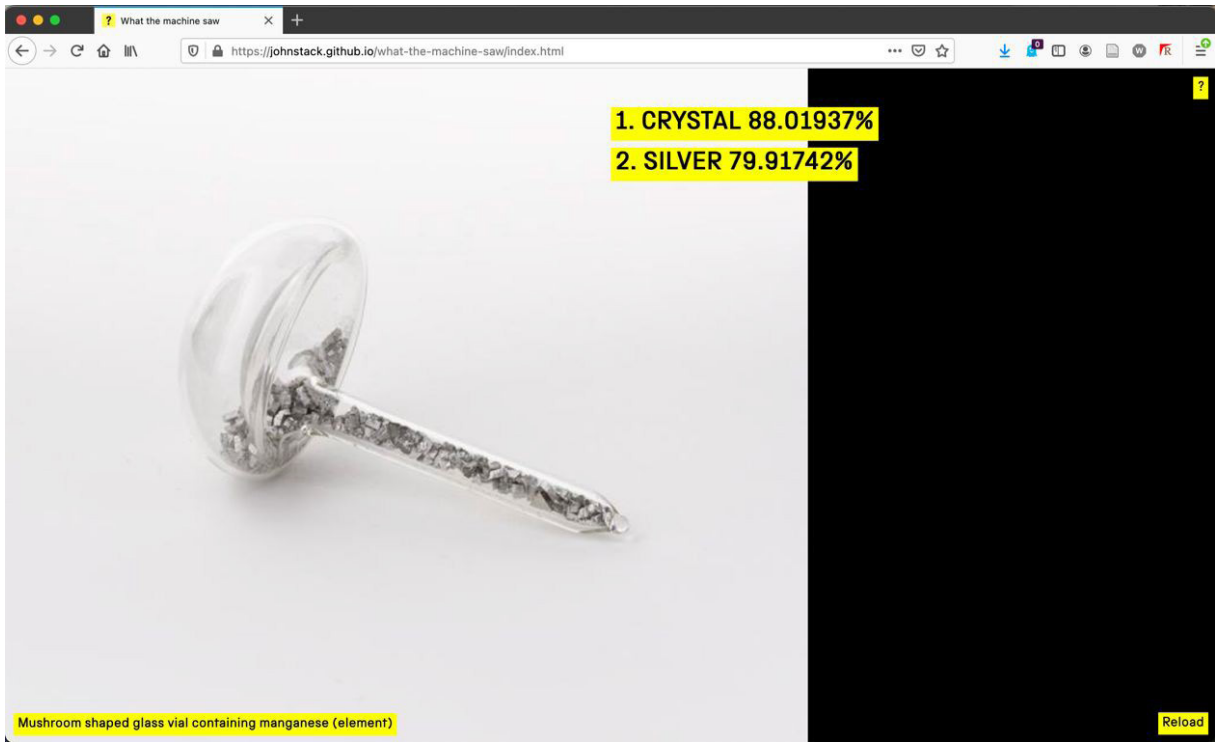 ? What the machine saw
https://johnstack.github.io/what-the-machine-saw/index.html
0
W
R
?
1. CRYSTAL 88.01937%
2. SILVER 79.91742%
Mushroom shaped glass vial containing manganese (element)
Reload